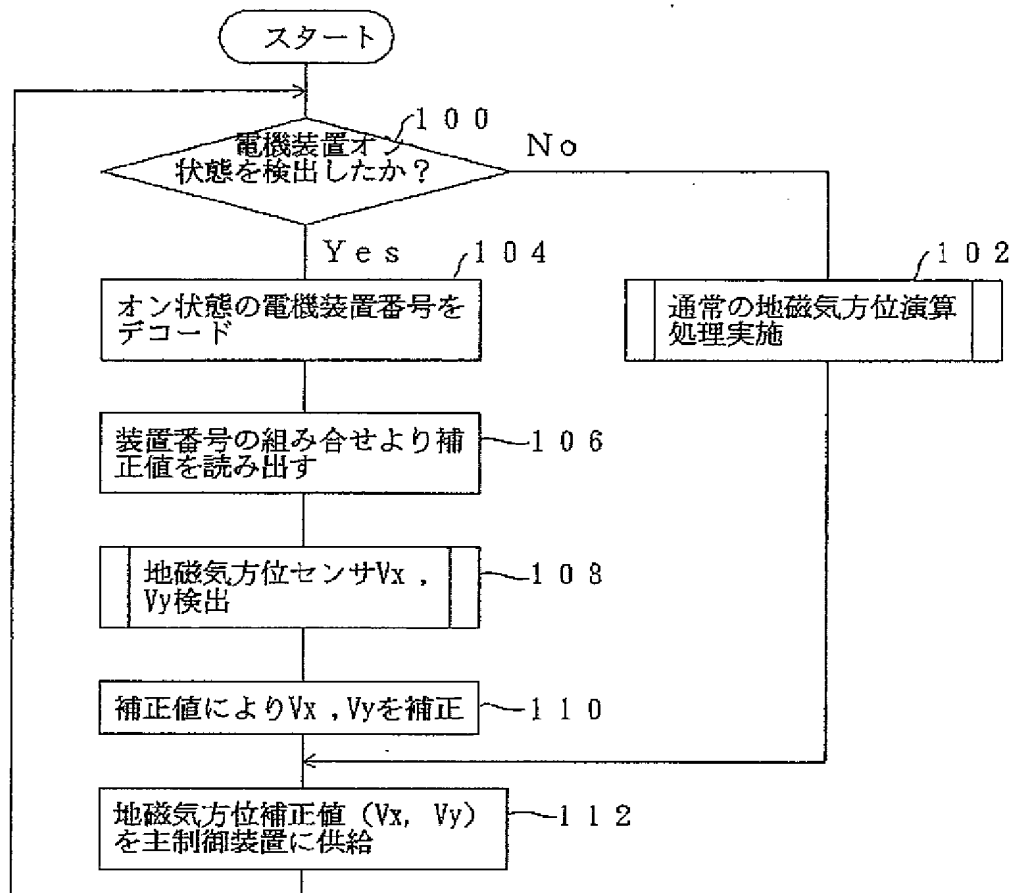 スタート
100
電機装置オン
状態を検出したか？
No
Yes
104
102
オン状態の電機装置番号を
デコード
通常の地磁気方位演算
処理実施
装置番号の組み合せより補
正値を読み出す
106
地磁気方位センサVx，
Vy検出
108
補正値によりVx，Vyを補正
110
地磁気方位補正値（Vx，Vy）
を主制御装置に供給
112